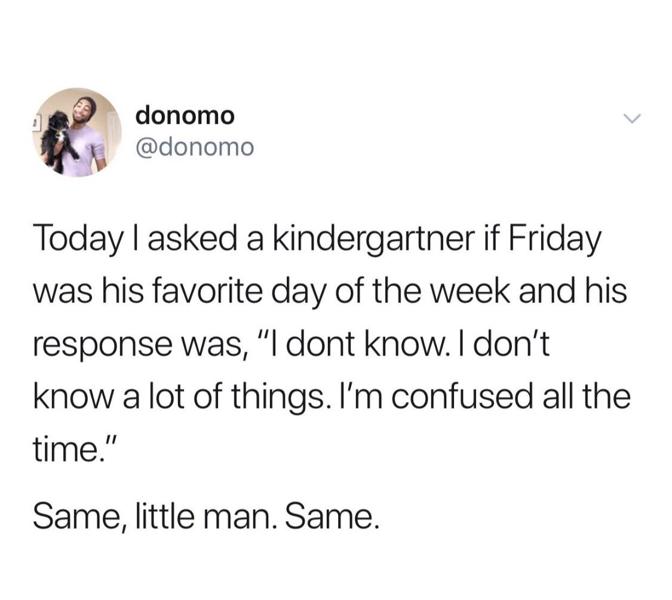 donomo
@donomo
Today I asked a kindergartner if Friday
was his favorite day of the week and his
response was, "I dont know. I don't
know a lot of things. I'm confused all the
time."
Same, little man. Same.